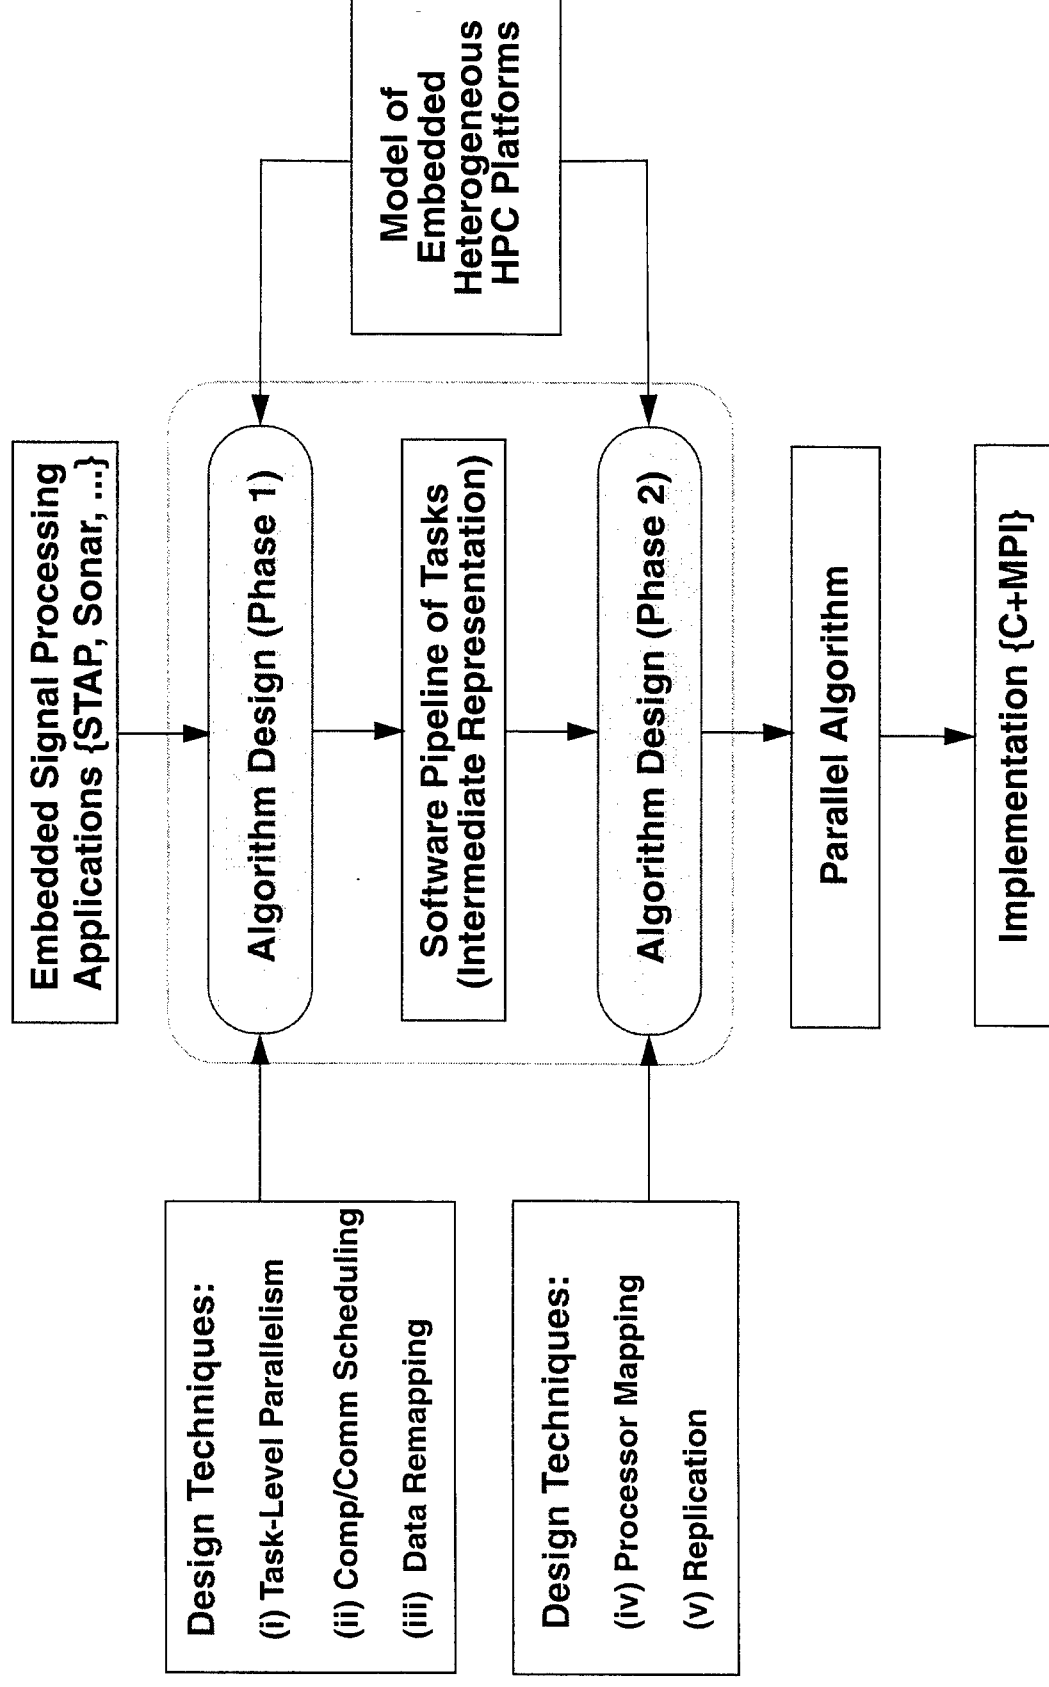 Embedded Signal Processing
Applications {STAP, Sonar, ...}
Design Techniques:
(i) Task-Level Parallelism
(ii) Comp/Comm Scheduling
(iii) Data Remapping
Algorithm Design (Phase 1)
Model of
Embedded
Heterogeneous
HPC Platforms
Software Pipeline of Tasks
(Intermediate Representation)
Design Techniques:
(iv) Processor Mapping
(v) Replication
Algorithm Design (Phase 2)
Parallel Algorithm
Implementation {C+MPI}